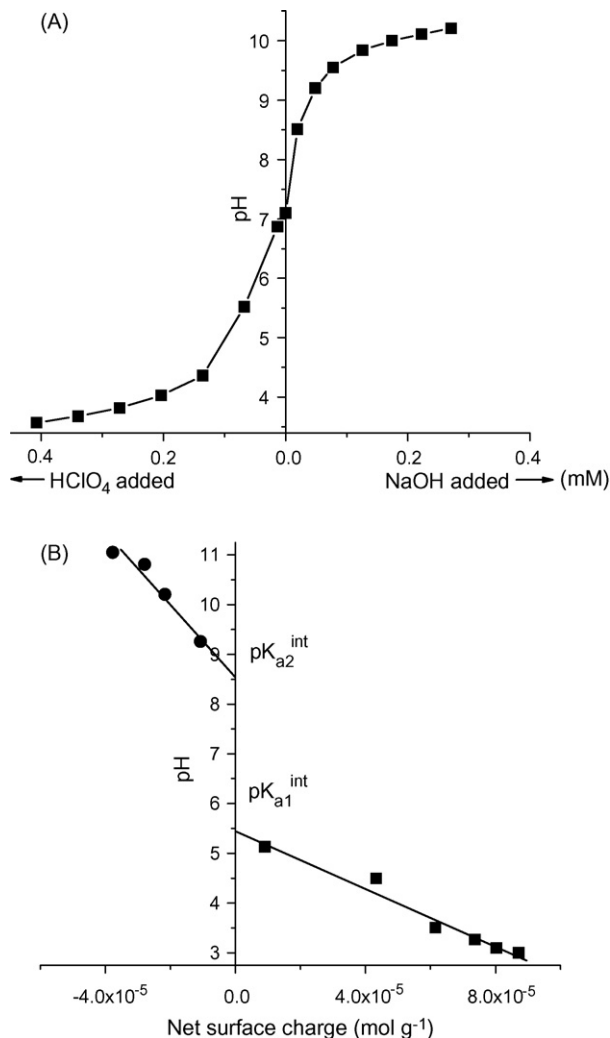 (A)
10
9
8
pH
7
6
5
4
0.4 0.2 0.0 0.2 0.4
← HClO₄ added NaOH added → (mM)
(B)
11
10
9
pKₐ₂ⁱⁿᵗ
8
pH
7
6
pKₐ₁ⁱⁿᵗ
5
4
3
-4.0x10⁻⁵ 0.0 4.0x10⁻⁵ 8.0x10⁻⁵
Net surface charge (mol g⁻¹)